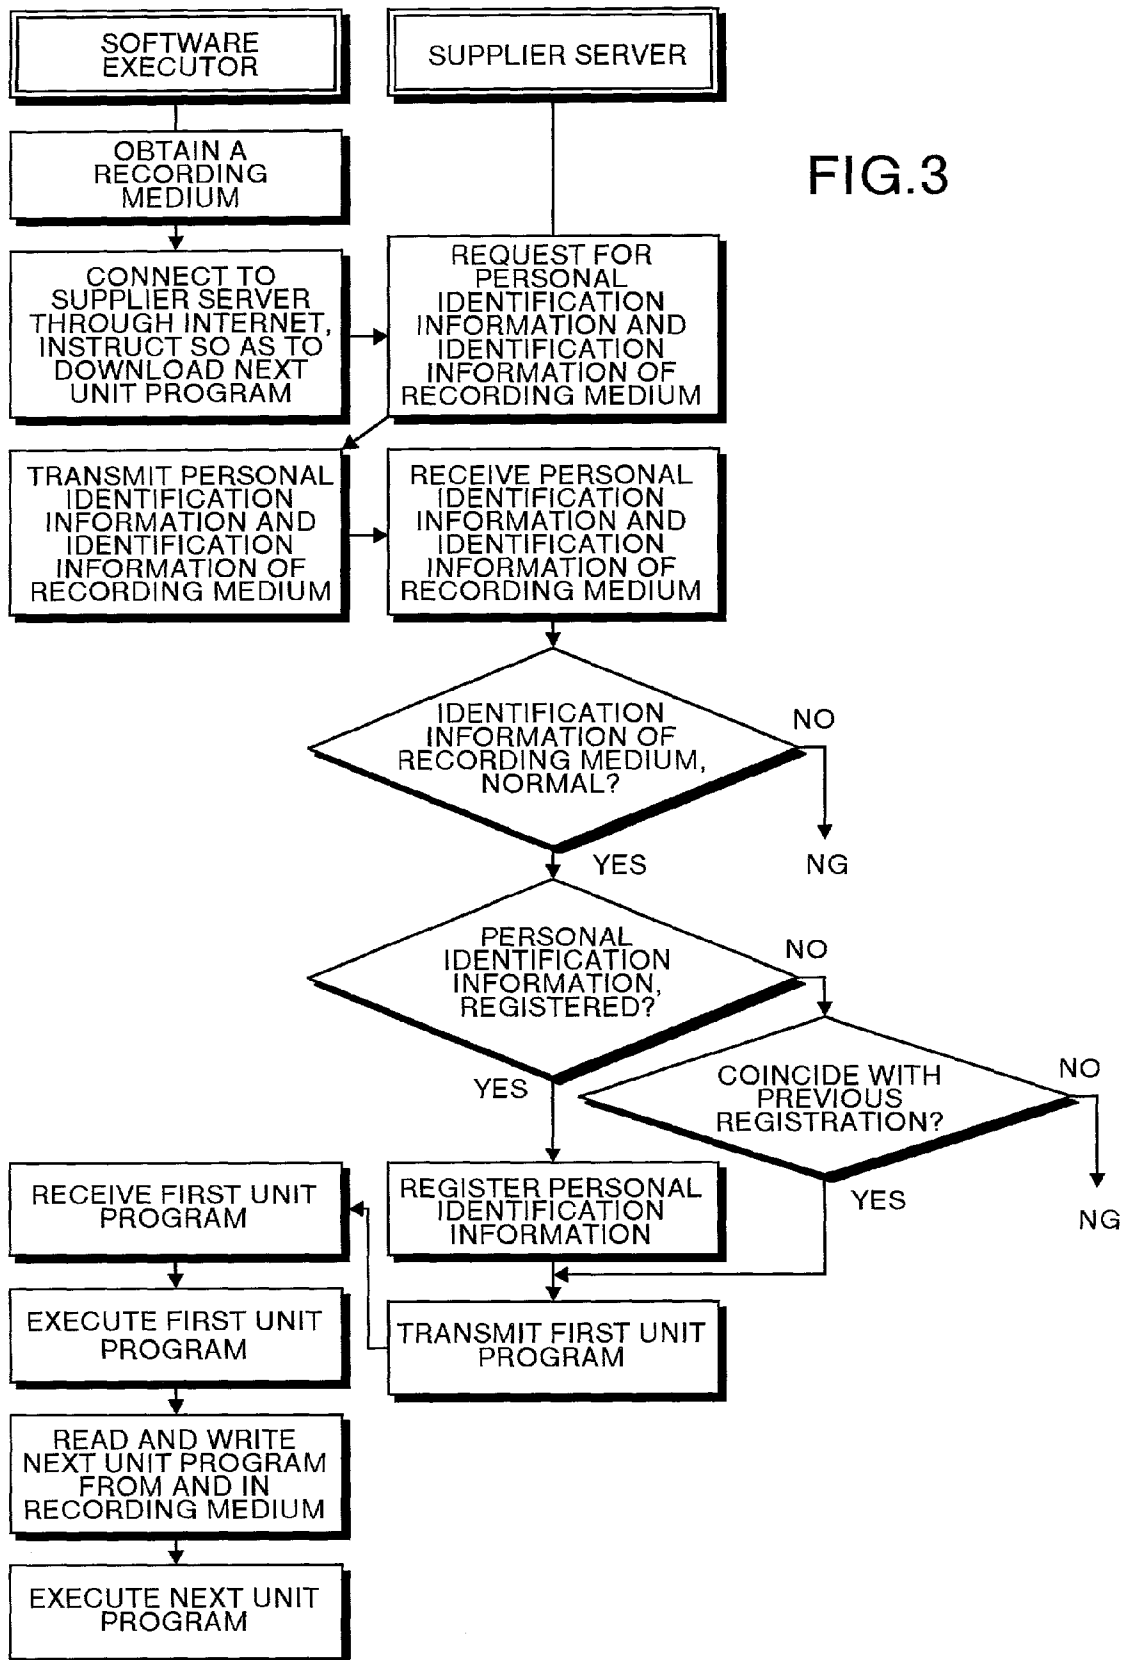 SOFTWARE
EXECUTOR
SUPPLIER SERVER
OBTAIN A
RECORDING
MEDIUM
FIG.3
CONNECT TO
SUPPLIER SERVER
THROUGH INTERNET,
INSTRUCT SO AS TO
DOWNLOAD NEXT
UNIT PROGRAM
REQUEST FOR
PERSONAL
IDENTIFICATION
INFORMATION AND
IDENTIFICATION
INFORMATION OF
RECORDING MEDIUM
TRANSMIT PERSONAL
IDENTIFICATION
INFORMATION AND
IDENTIFICATION
INFORMATION OF
RECORDING MEDIUM
RECEIVE PERSONAL
IDENTIFICATION
INFORMATION AND
IDENTIFICATION
INFORMATION OF
RECORDING MEDIUM
IDENTIFICATION
INFORMATION OF
RECORDING MEDIUM,
NORMAL?
NO
NG
YES
PERSONAL
IDENTIFICATION
INFORMATION,
REGISTERED?
NO
YES
COINCIDE WITH
PREVIOUS
REGISTRATION?
NO
NG
YES
REGISTER PERSONAL
IDENTIFICATION
INFORMATION
RECEIVE FIRST UNIT
PROGRAM
TRANSMIT FIRST UNIT
PROGRAM
EXECUTE FIRST UNIT
PROGRAM
READ AND WRITE
NEXT UNIT PROGRAM
FROM AND IN
RECORDING MEDIUM
EXECUTE NEXT UNIT
PROGRAM